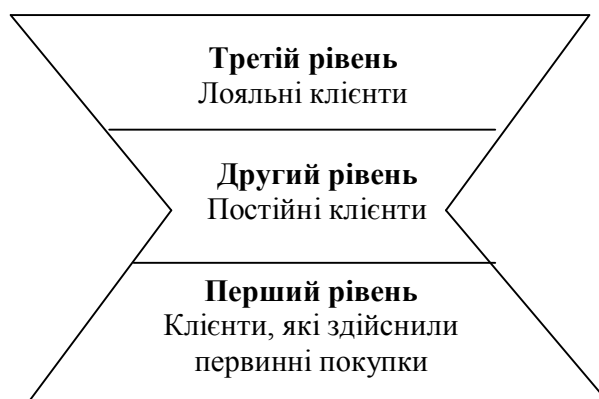 Третій рівень
Лояльні клієнти
Другий рівень
Постійні клієнти
Перший рівень
Клієнти, які здійснили
первинні покупки